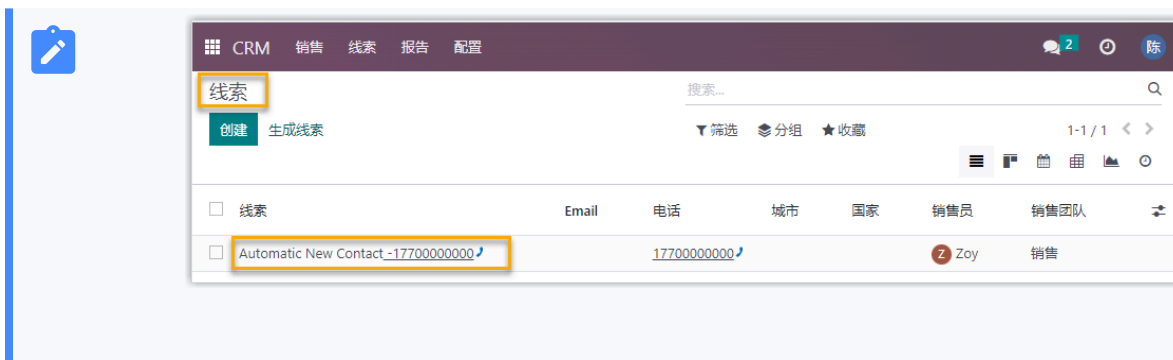 CRM 销售 线索 报告 配置 2 陈
线索 搜索...
创建 生成线索 筛选 分组 收藏 1-1 / 1
线索 Email 电话 城市 国家 销售员 销售团队
Automatic New Contact -17700000000 17700000000 Z Zoy 销售